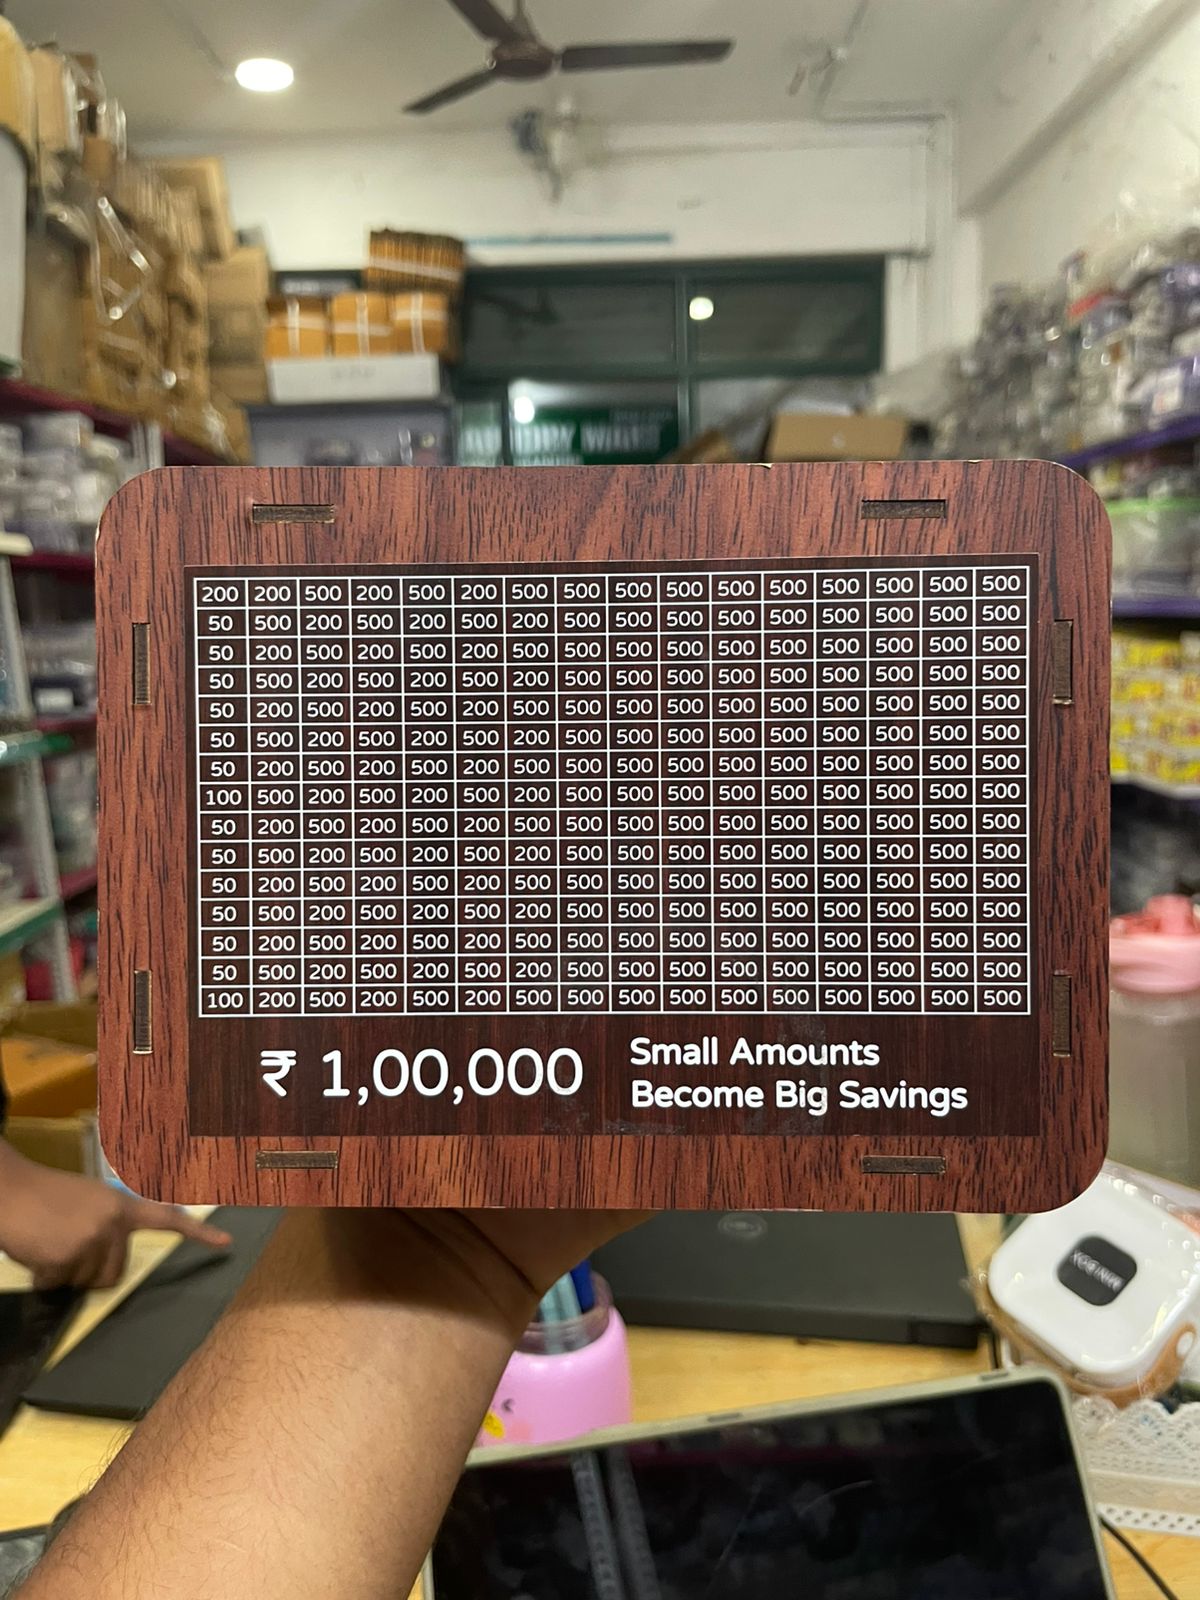 200 200 500 200 500 200 500 500 500 500 500 500 500 500 500 500
50 500 200 500 200 500 200 500 500 500 500 500 500 500 500 500
50 200 500 200 500 200 500 500 500 500 500 500 500 500 500 500
50 500 200 500 200 500 200 500 500 500 500 500 500 500 500 500
50 200 500 200 500 200 500 500 500 500 500 500 500 500 500 500
50 500 200 500 200 500 200 500 500 500 500 500 500 500 500 500
50 200 500 200 500 200 500 500 500 500 500 500 500 500 500 500
100 500 200 500 200 500 200 500 500 500 500 500 500 500 500 500
50 200 500 200 500 200 500 500 500 500 500 500 500 500 500 500
50 500 200 500 200 500 200 500 500 500 500 500 500 500 500 500
50 200 500 200 500 200 500 500 500 500 500 500 500 500 500 500
50 500 200 500 200 500 200 500 500 500 500 500 500 500 500 500
50 200 500 200 500 200 500 500 500 500 500 500 500 500 500 500
50 500 200 500 200 500 200 500 500 500 500 500 500 500 500 500
100 200 500 200 500 200 500 500 500 500 500 500 500 500 500 500
₹ 1,00,000
Small Amounts
Become Big Savings